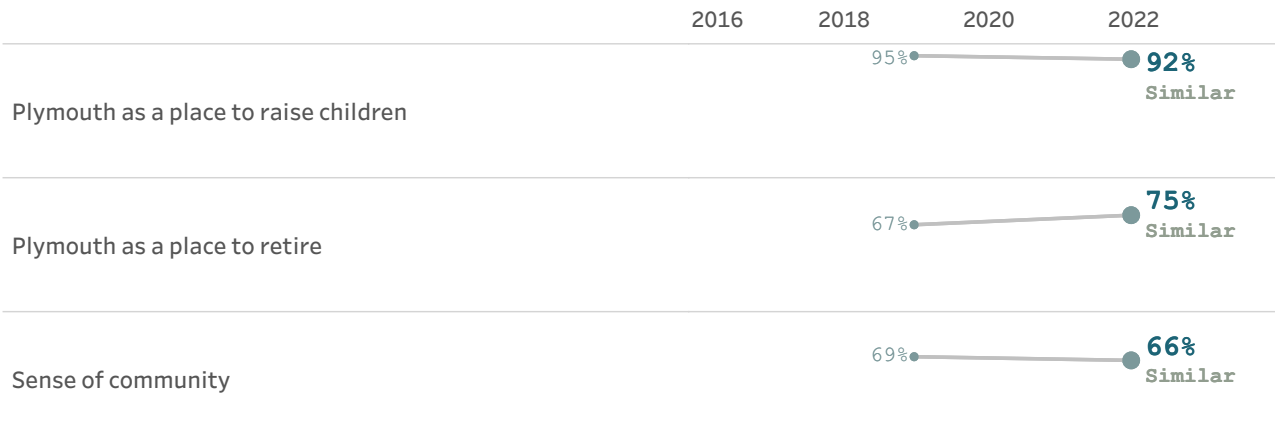 2016 2018 2020 2022
95% 92%
Similar
Plymouth as a place to raise children
75%
67%
Similar
Plymouth as a place to retire
66%
69%
Similar
Sense of community